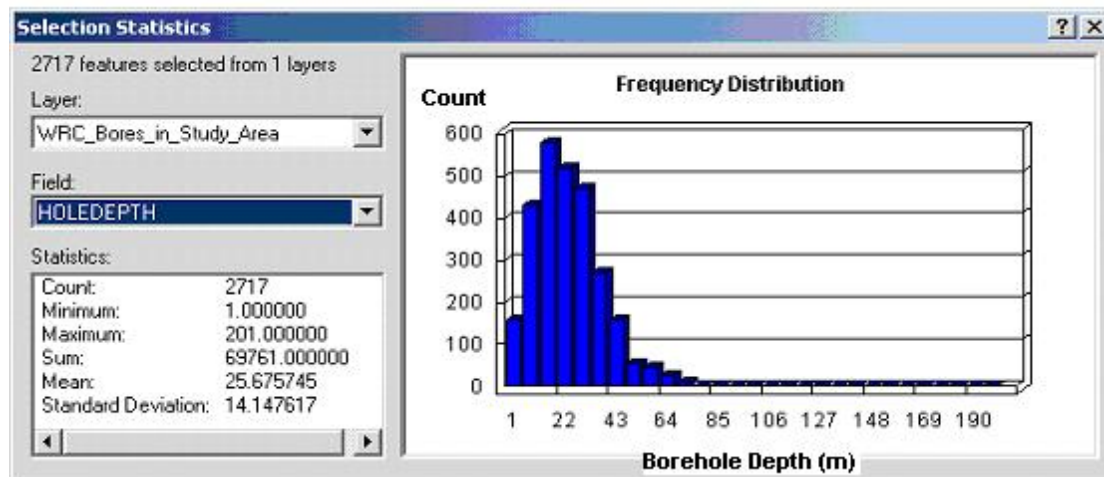 Selection Statistics
2717 features selected from 1 layers
Layer:
WRC_Bores_in_Study_Area
Field:
HOLEDEPTH
Statistics:
Count: 2717
Minimum: 1.000000
Maximum: 201.000000
Sum: 69761.000000
Mean: 25.675745
Standard Deviation: 14.147617
Frequency Distribution
Count
600
500
400
300
200
100
0
1 22 43 64 85 106 127 148 169 190
Borehole Depth (m)